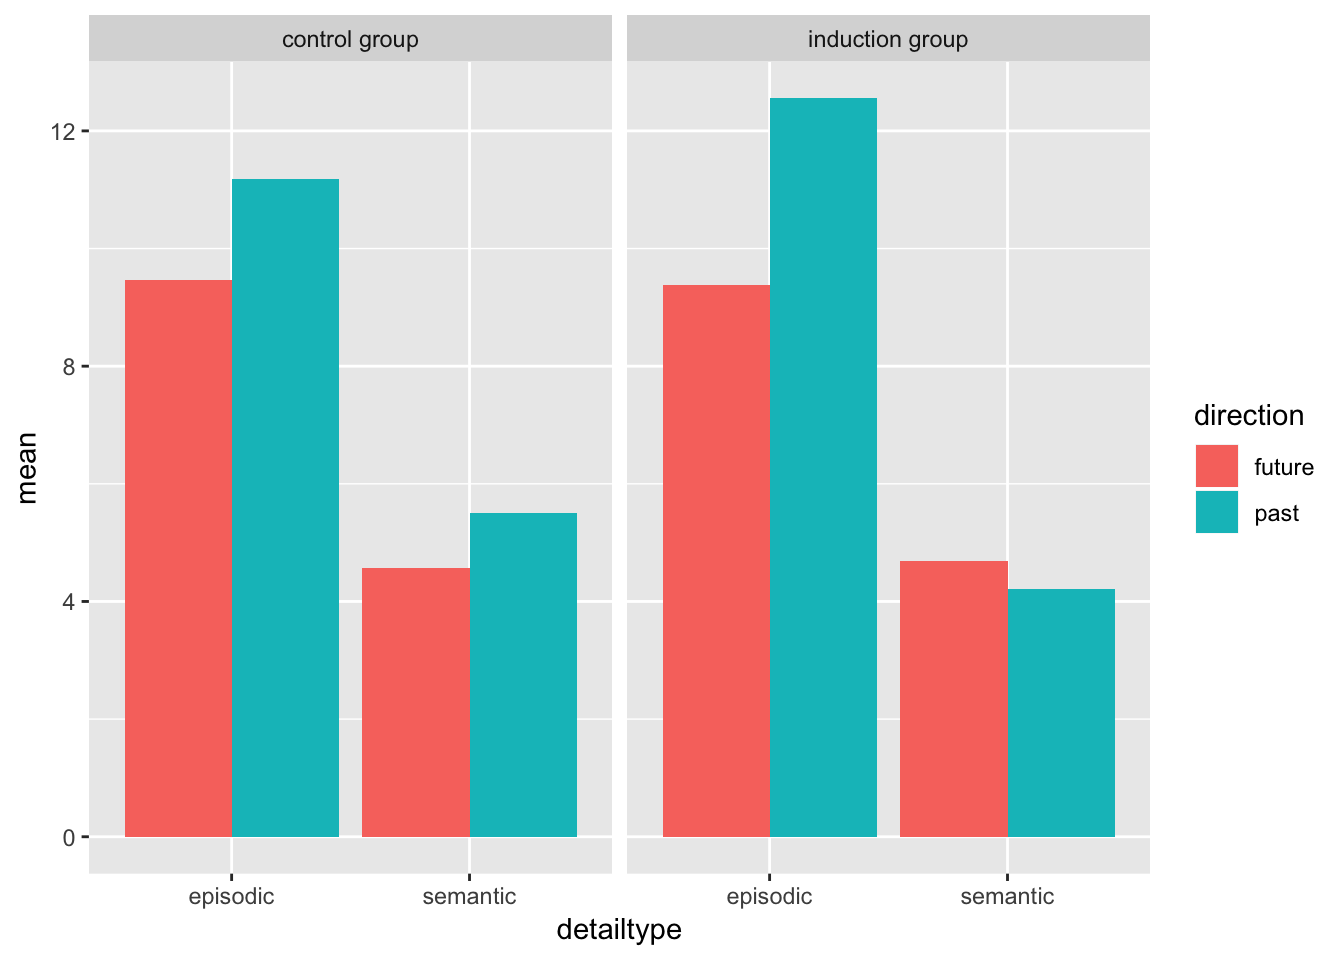 control group
induction group
12
8
4
0
mean
episodic
semantic
episodic
semantic
detailtype
direction
future
past